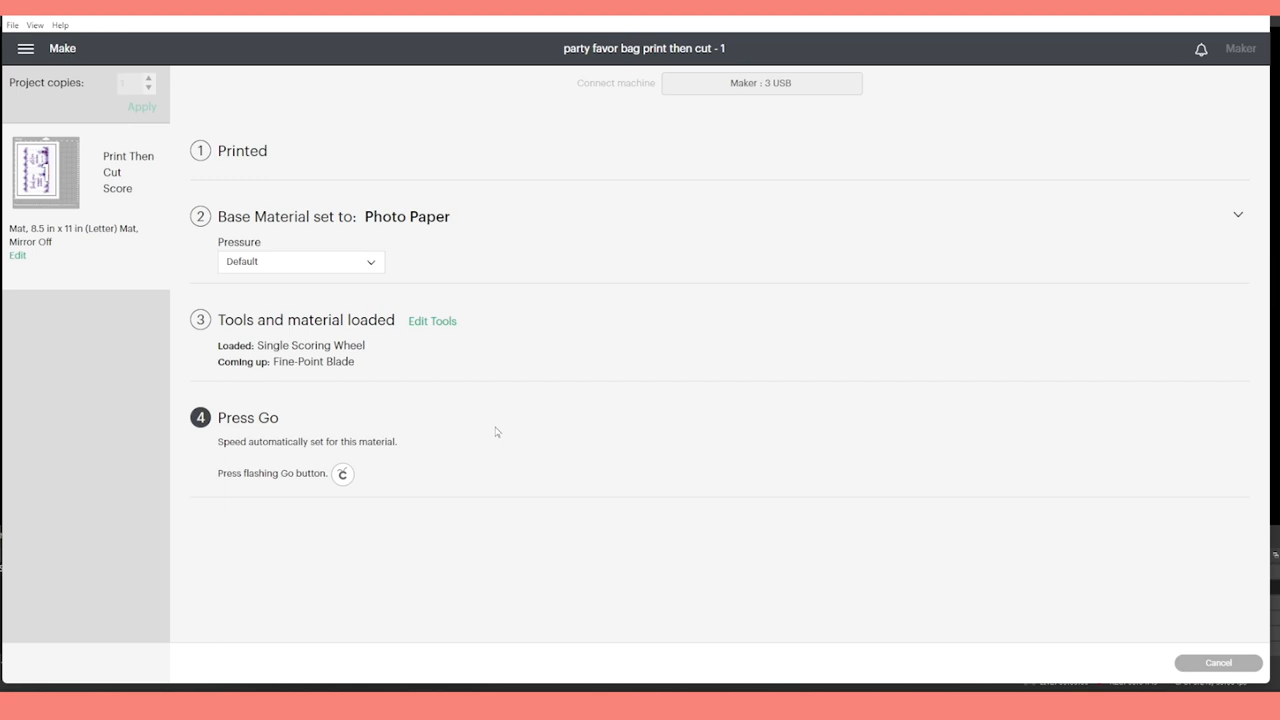 File View Help
Make
party favor bag print then cut - 1
Maker
Project copies:
1
Apply
Connect machine
Maker : 3 USB
Print Then
Cut
Score
Mat, 8.5 in x 11 in (Letter) Mat,
Mirror Off
Edit
1 Printed
2 Base Material set to: Photo Paper
Pressure
Default
3 Tools and material loaded Edit Tools
Loaded: Single Scoring Wheel
Coming up: Fine-Point Blade
4 Press Go
Speed automatically set for this material.
Press flashing Go button. C
Cancel